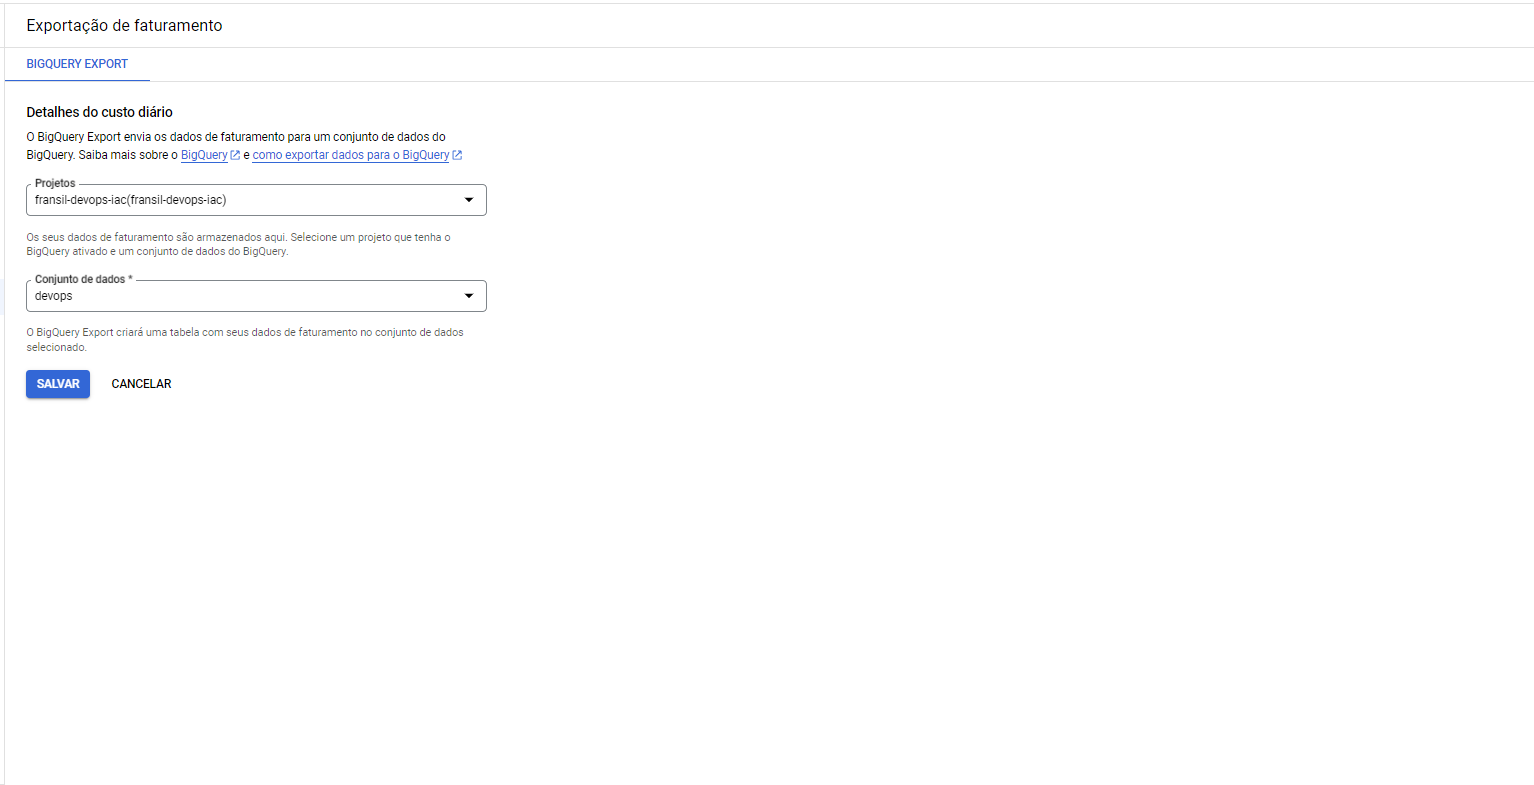 Exportação de faturamento
BIGQUERY EXPORT
Detalhes do custo diário
O BigQuery Export envia os dados de faturamento para um conjunto de dados do
BigQuery. Saiba mais sobre o BigQuery e como exportar dados para o BigQuery
Projetos
fransil-devops-iac(fransil-devops-iac)
Os seus dados de faturamento são armazenados aqui. Selecione um projeto que tenha o
BigQuery ativado e um conjunto de dados do BigQuery.
Conjunto de dados *
devops
O BigQuery Export criará uma tabela com seus dados de faturamento no conjunto de dados
selecionado.
SALVAR CANCELAR